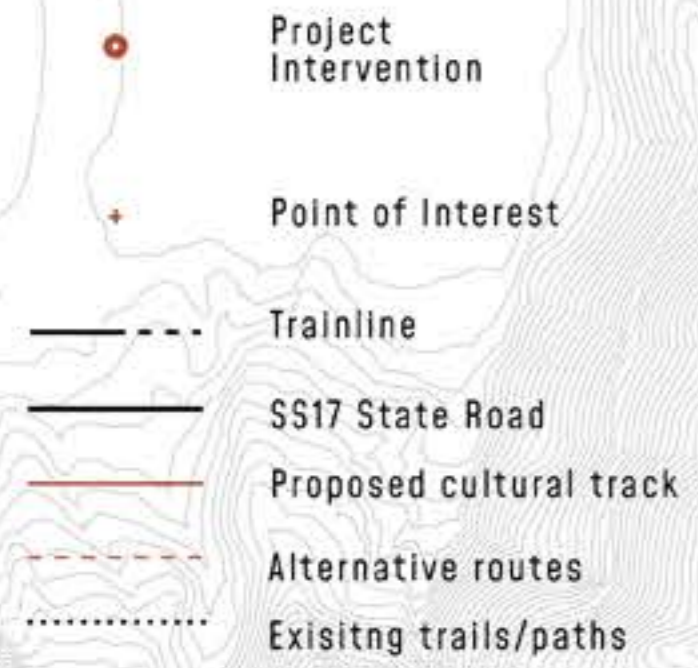 Project
Intervention
Point of Interest
Trainline
SS17 State Road
Proposed cultural track
Alternative routes
Exisitng trails/paths